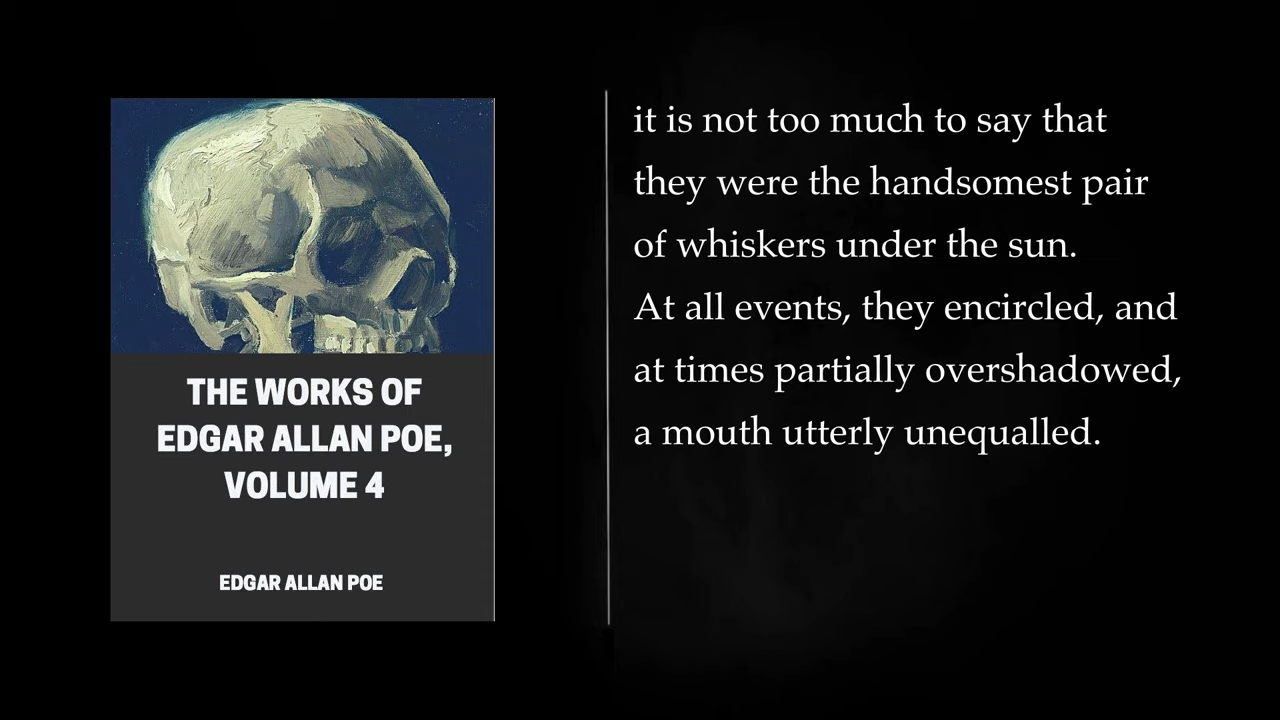 THE WORKS OF
EDGAR ALLAN POE,
VOLUME 4
EDGAR ALLAN POE
it is not too much to say that
they were the handsomest pair
of whiskers under the sun.
At all events, they encircled, and
at times partially overshadowed,
a mouth utterly unequalled.